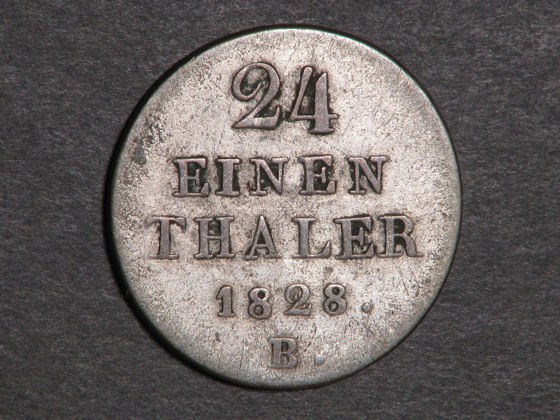 24
EINEN
THALER
1828.
B.